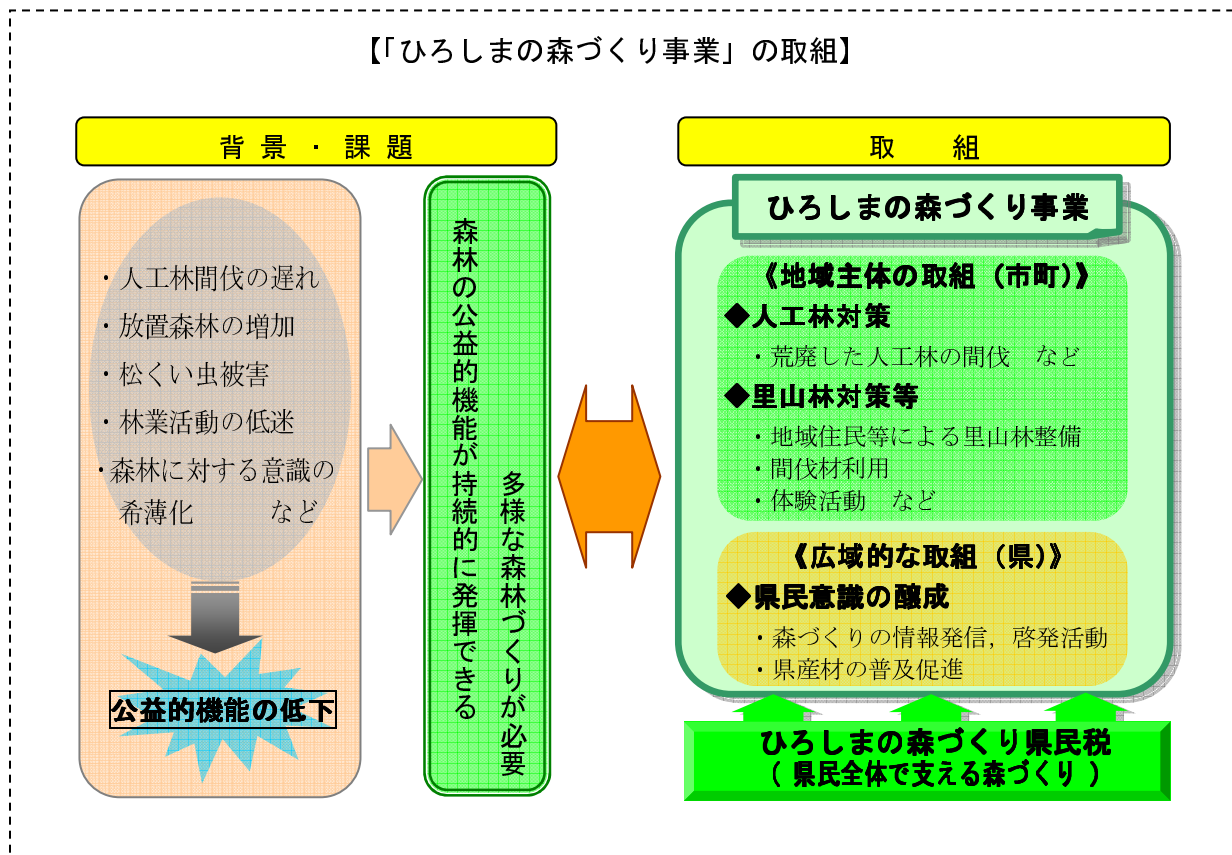 【「ひろしまの森づくり事業」の取組】
背 景 ・ 課 題
・人工林間伐の遅れ
・放置森林の増加
・松くい虫被害
・林業活動の低迷
・森林に対する意識の
希薄化　　　など
公益的機能の低下
森林の公益的機能が持続的に発揮できる
多様な森林づくりが必要
取　　組
ひろしまの森づくり事業
《地域主体の取組（市町）》
◆人工林対策
・荒廃した人工林の間伐　など
◆里山林対策等
・地域住民等による里山林整備
・間伐材利用
・体験活動　など
《広域的な取組（県）》
◆県民意識の醸成
・森づくりの情報発信，啓発活動
・県産材の普及促進
ひろしまの森づくり県民税
（ 県民全体で支える森づくり ）